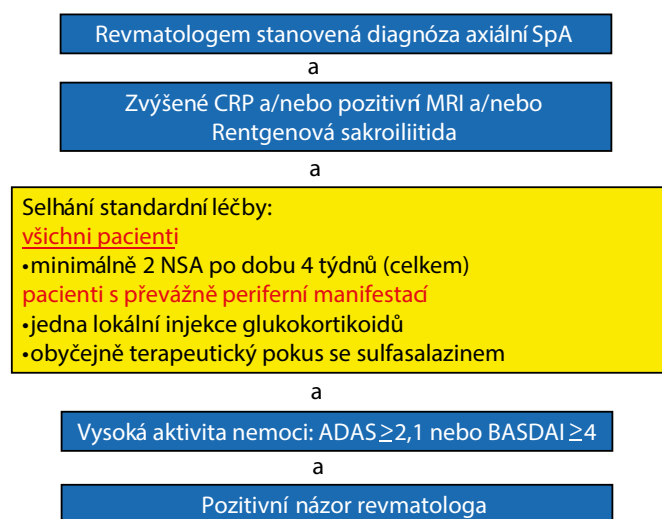 Revmatologem stanovená diagnóza axiální SpA
a
Zvýšené CRP a/nebo pozitivní MRI a/nebo
Rentgenová sakroiliitida
a
Selhání standardní léčby:
všichni pacienti
•minimálně 2 NSA po dobu 4 týdnů (celkem)
pacienti s převážně periferní manifestací
•jedna lokální injekce glukokortikoidů
•obyčejně terapeutický pokus se sulfasalazinem
a
Vysoká aktivita nemoci: ADAS ≥2,1 nebo BASDAI ≥4
a
Pozitivní názor revmatologa